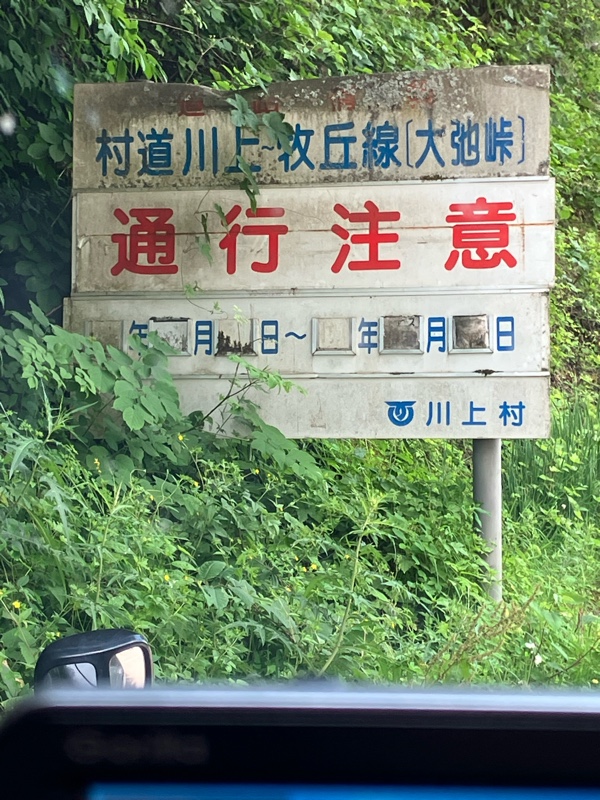 村道川上~牧丘線〔大弛峠〕
通行注意
年 月 日~ 年 月 日
川上村